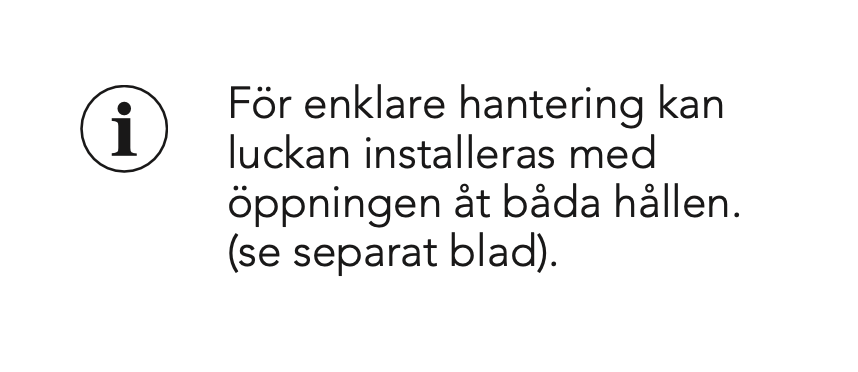 För enklare hantering kan
luckan installeras med
öppningen åt båda hållen.
(se separat blad).